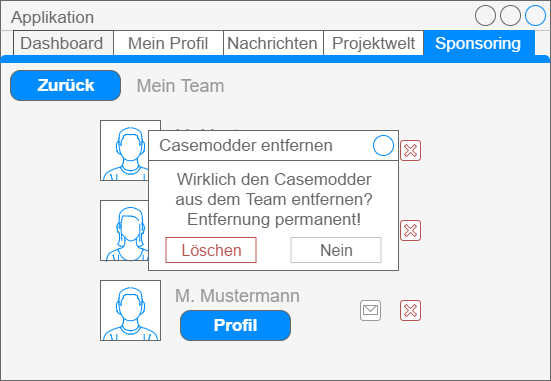 Applikation
Dashboard Mein Profil Nachrichten Projektwelt Sponsoring
Zurück Mein Team
Casemodder entfernen
Wirklich den Casemodder
aus dem Team entfernen?
Entfernung permanent!
Löschen Nein
M. Mustermann
Profil